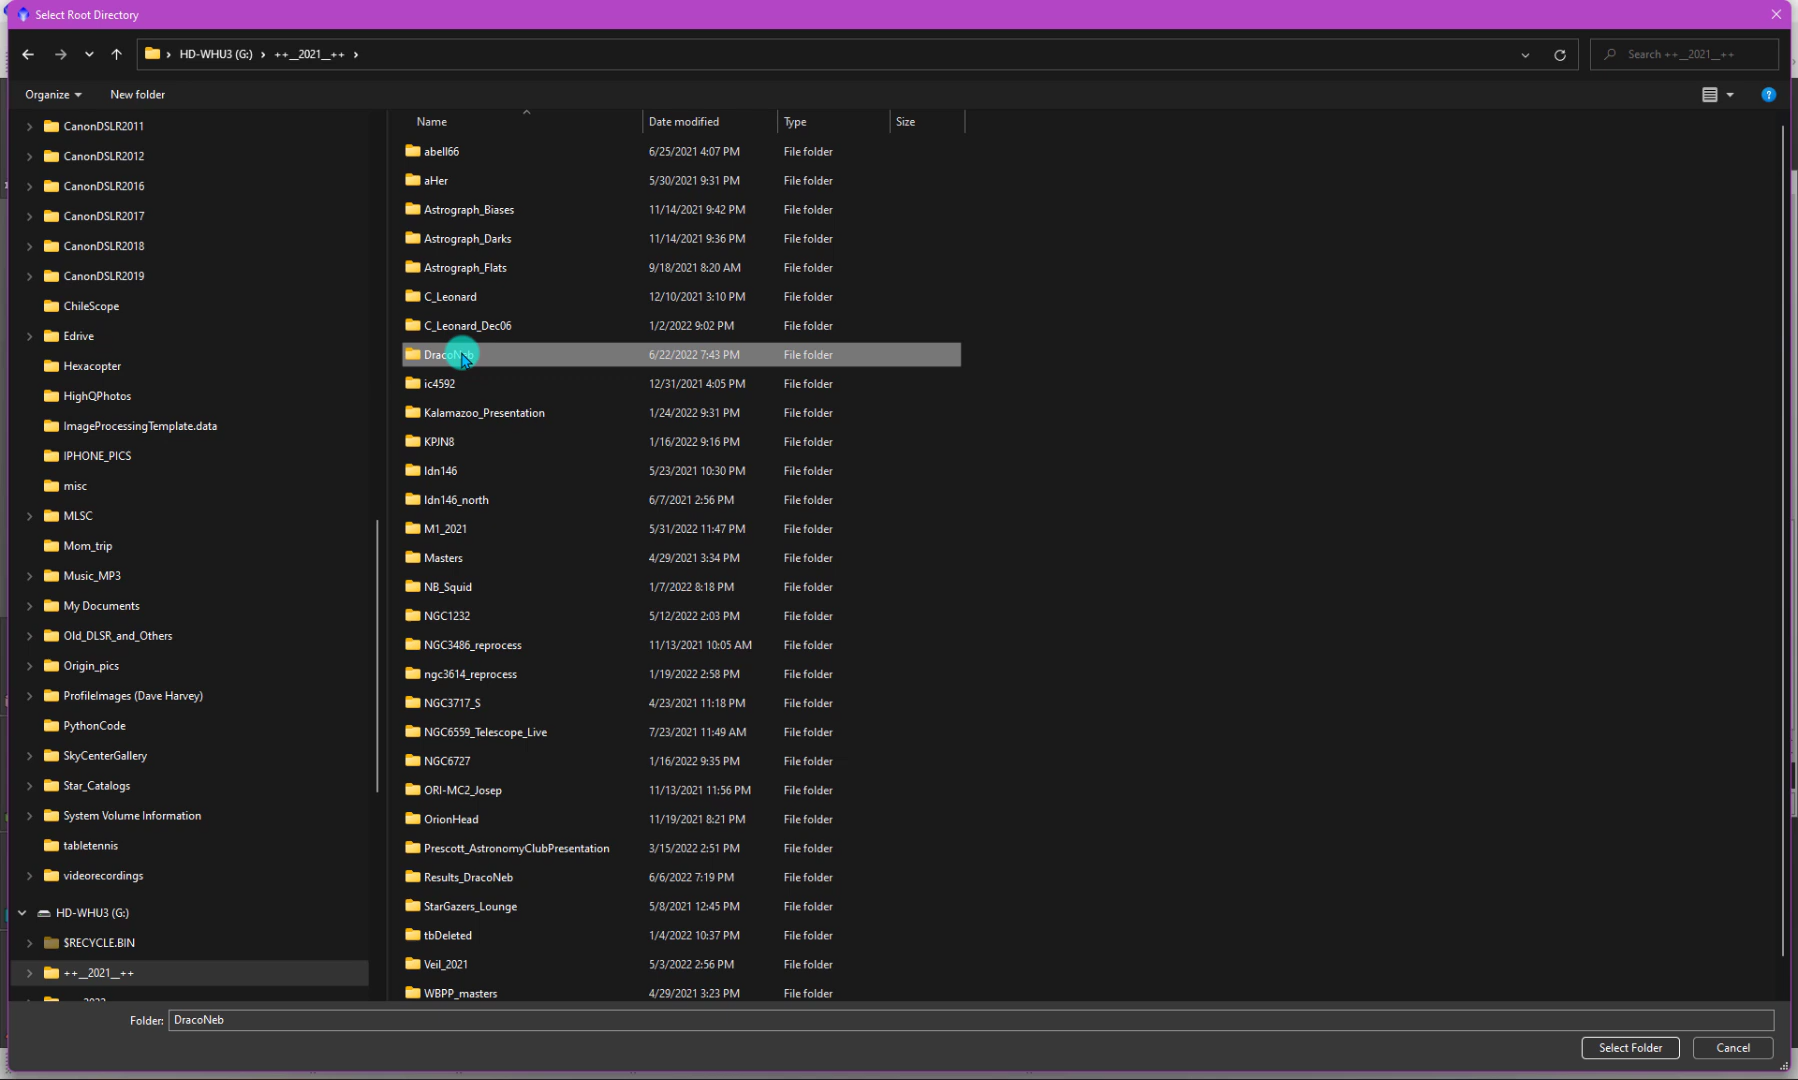 Select Root Directory
HD-WHU3 (G:) › ++__2021__++ ›
Search ++__2021__++
Organize
New folder
?
CanonDSLR2011
CanonDSLR2012
CanonDSLR2016
CanonDSLR2017
CanonDSLR2018
CanonDSLR2019
ChileScope
Edrive
Hexacopter
HighQPhotos
ImageProcessingTemplate.data
IPHONE_PICS
misc
MLSC
Mom_trip
Music_MP3
My Documents
Old_DLSR_and_Others
Origin_pics
ProfileImages (Dave Harvey)
PythonCode
SkyCenterGallery
Star_Catalogs
System Volume Information
tabletennis
videorecordings
HD-WHU3 (G:)
$RECYCLE.BIN
++__2021__++
Name Date modified Type Size
abell66 6/25/2021 4:07 PM File folder
aHer 5/30/2021 9:31 PM File folder
Astrograph_Biases 11/14/2021 9:42 PM File folder
Astrograph_Darks 11/14/2021 9:36 PM File folder
Astrograph_Flats 9/18/2021 8:20 AM File folder
C_Leonard 12/10/2021 3:10 PM File folder
C_Leonard_Dec06 1/2/2022 9:02 PM File folder
DracoNeb 6/22/2022 7:43 PM File folder
ic4592 12/31/2021 4:05 PM File folder
Kalamazoo_Presentation 1/24/2022 9:31 PM File folder
KPJN8 1/16/2022 9:16 PM File folder
ldn146 5/23/2021 10:30 PM File folder
ldn146_north 6/7/2021 2:56 PM File folder
M1_2021 5/31/2022 11:47 PM File folder
Masters 4/29/2021 3:34 PM File folder
NB_Squid 1/7/2022 8:18 PM File folder
NGC1232 5/12/2022 2:03 PM File folder
NGC3486_reprocess 11/13/2021 10:05 AM File folder
ngc3614_reprocess 1/19/2022 2:58 PM File folder
NGC3717_S 4/23/2021 11:18 PM File folder
NGC6559_Telescope_Live 7/23/2021 11:49 AM File folder
NGC6727 1/16/2022 9:35 PM File folder
ORI-MC2_Josep 11/13/2021 11:56 PM File folder
OrionHead 11/19/2021 8:21 PM File folder
Prescott_AstronomyClubPresentation 3/15/2022 2:51 PM File folder
Results_DracoNeb 6/6/2022 7:19 PM File folder
StarGazers_Lounge 5/8/2021 12:45 PM File folder
tbDeleted 1/4/2022 10:37 PM File folder
Veil_2021 5/3/2022 2:56 PM File folder
WBPP_masters 4/29/2021 3:23 PM File folder
Folder: DracoNeb
Select Folder
Cancel